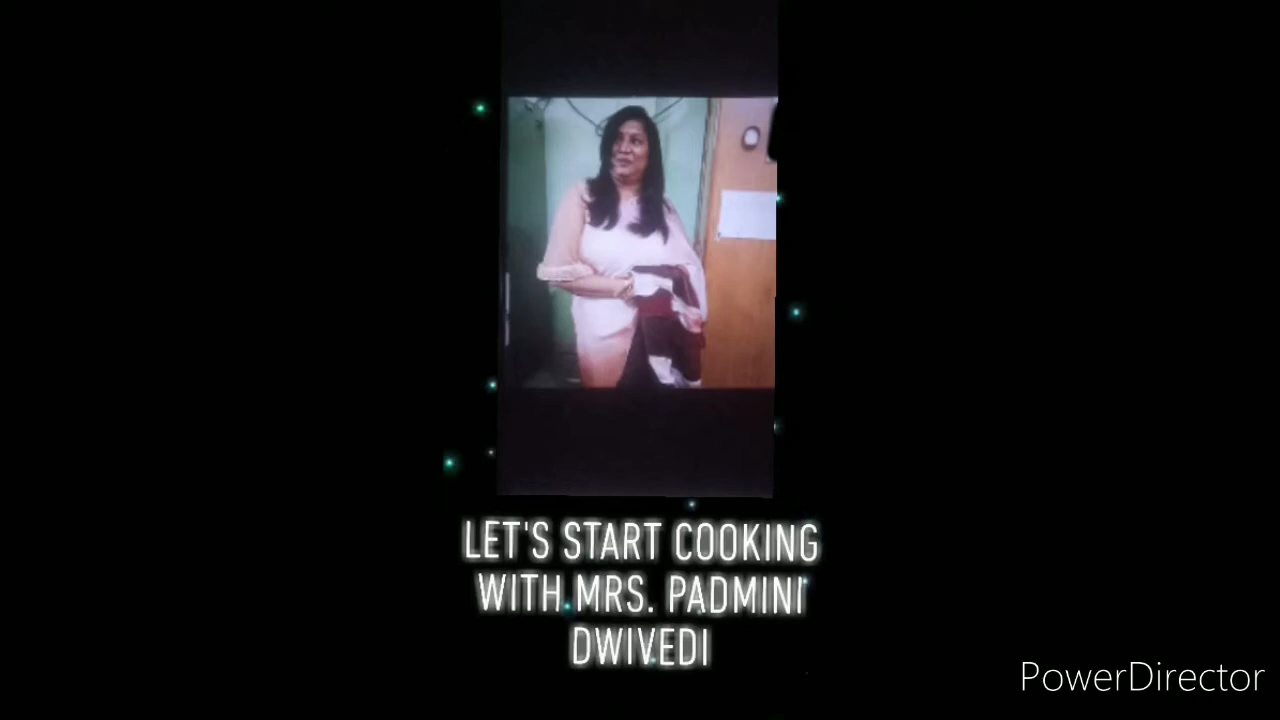 LET'S START COOKING
WITH MRS. PADMINI
DWIVEDI
PowerDirector